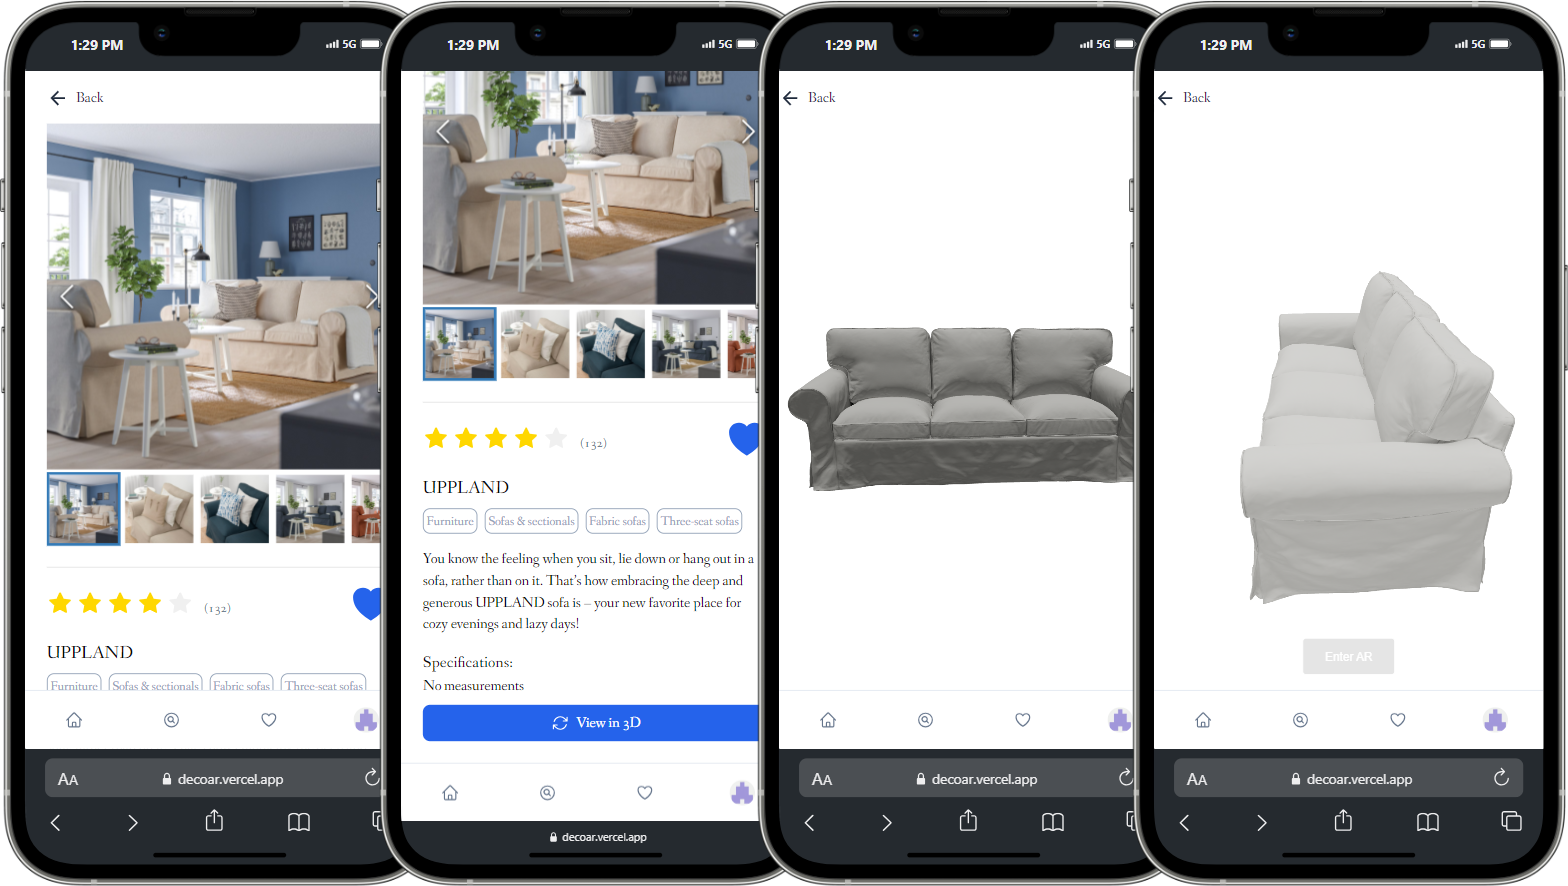 1:29 PM
5G
Back
(132)
UPPLAND
Furniture
Sofas & sectionals
Fabric sofas
Three-seat sofas
AA
decoar.vercel.app
1:29 PM
5G
(132)
UPPLAND
Furniture
Sofas & sectionals
Fabric sofas
Three-seat sofas
You know the feeling when you sit, lie down or hang out in a
sofa, rather than on it. That's how embracing the deep and
generous UPPLAND sofa is – your new favorite place for
cozy evenings and lazy days!
Specifications:
No measurements
View in 3D
decoar.vercel.app
1:29 PM
5G
Back
AA
decoar.vercel.app
1:29 PM
5G
Back
Enter AR
AA
decoar.vercel.app